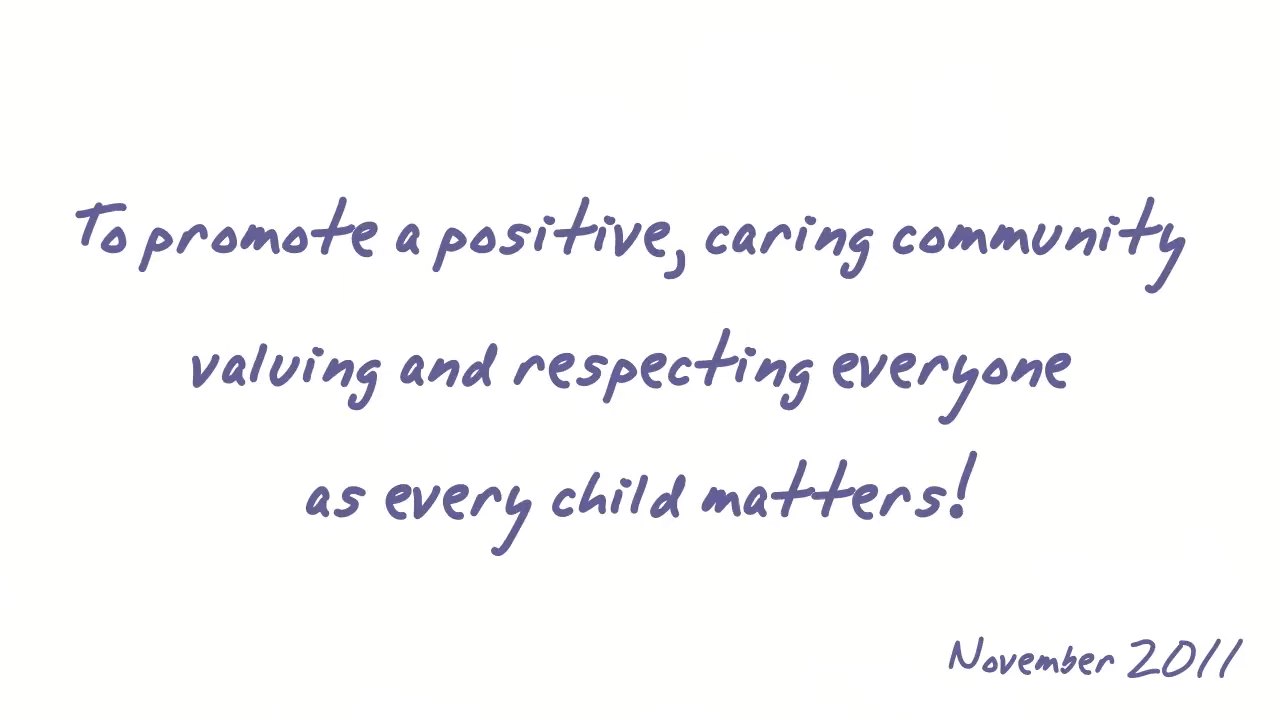 To promote a positive, caring community
valuing and respecting everyone
as every child matters!
November 2011